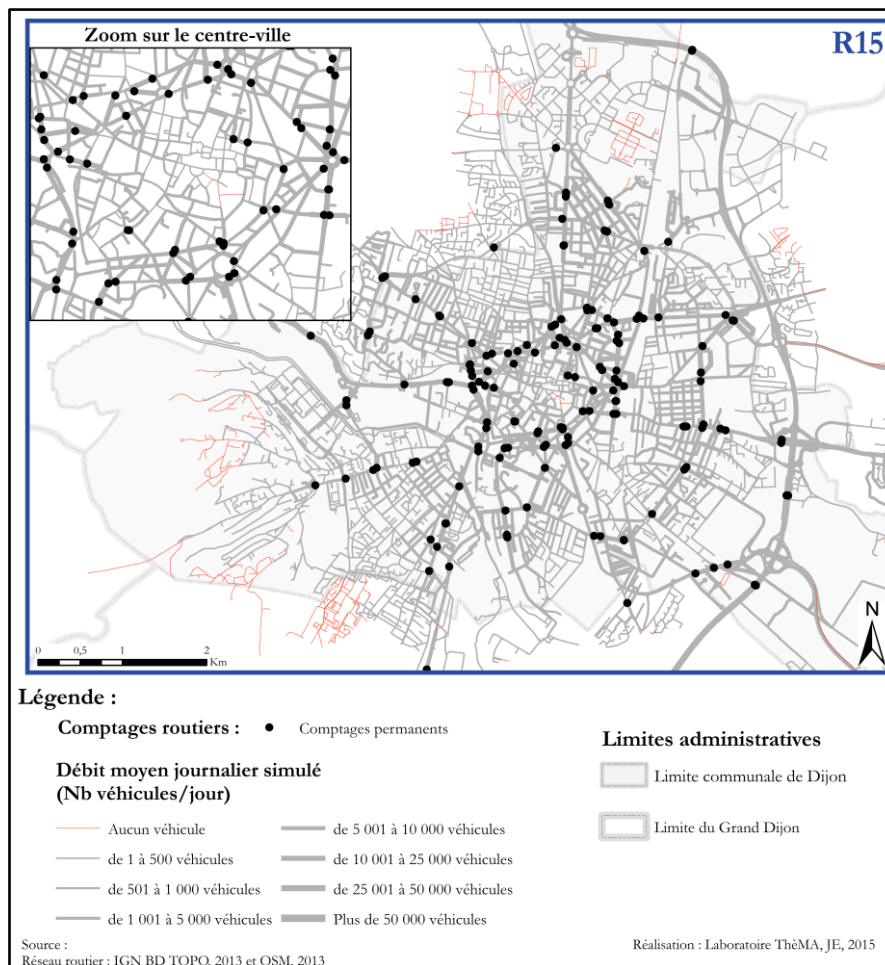 Zoom sur le centre-ville
R15
N
0 0,5 1 2
Km
Légende :
Comptages routiers : Comptages permanents
Débit moyen journalier simulé
(Nb véhicules/jour)
Aucun véhicule
de 1 à 500 véhicules
de 501 à 1 000 véhicules
de 1 001 à 5 000 véhicules
de 5 001 à 10 000 véhicules
de 10 001 à 25 000 véhicules
de 25 001 à 50 000 véhicules
Plus de 50 000 véhicules
Limites administratives
Limite communale de Dijon
Limite du Grand Dijon
Source :
Réseau routier : IGN BD TOPO, 2013 et OSM, 2013
Réalisation : Laboratoire ThèMA, JE, 2015